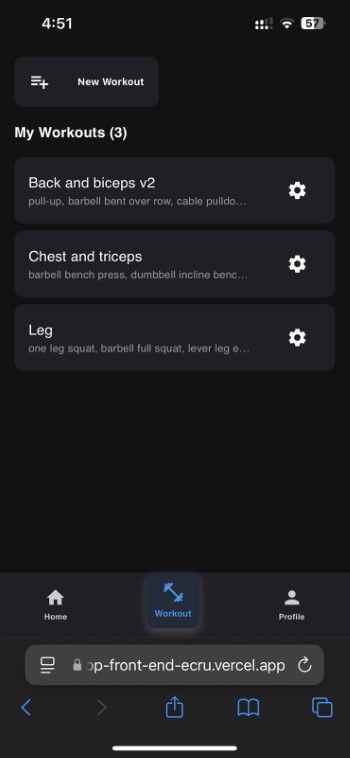 4:51
57
New Workout
My Workouts (3)
Back and biceps v2
pull-up, barbell bent over row, cable pulldo...
Chest and triceps
barbell bench press, dumbbell incline benc...
Leg
one leg squat, barbell full squat, lever leg e...
Home
Workout
Profile
pp-front-end-ecru.vercel.app